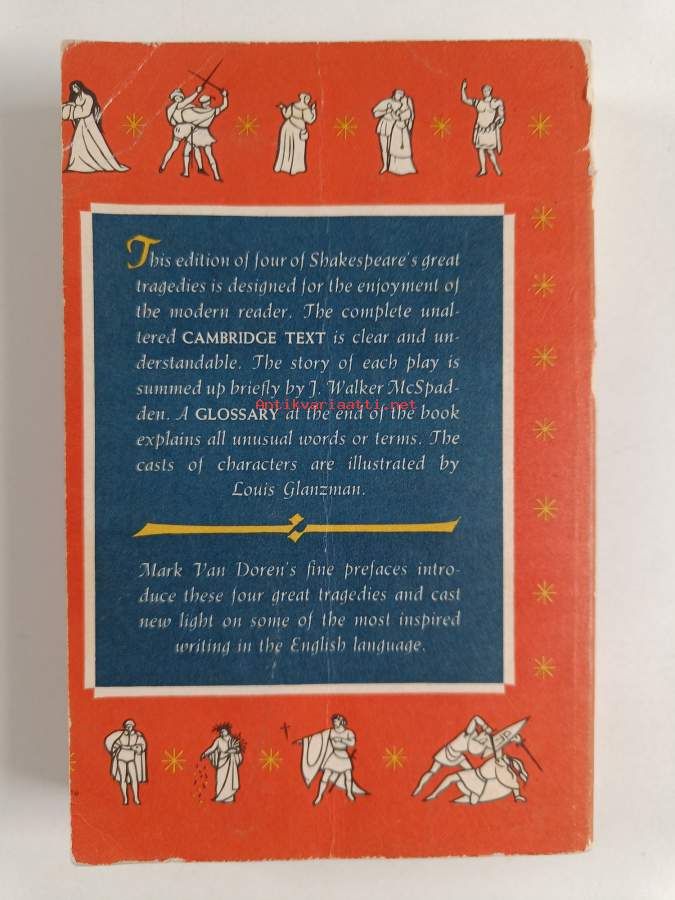 This edition of four of Shakespeare's great
tragedies is designed for the enjoyment of
the modern reader. The complete unal-
tered CAMBRIDGE TEXT is clear and un-
derstandable. The story of each play is
summed up briefly by J. Walker McSpad-
den. A GLOSSARY at the end of the book
Antikvariaatti.net
explains all unusual words or terms. The
casts of characters are illustrated by
Louis Glanzman.
Mark Van Doren's fine prefaces intro-
duce these four great tragedies and cast
new light on some of the most inspired
writing in the English language.